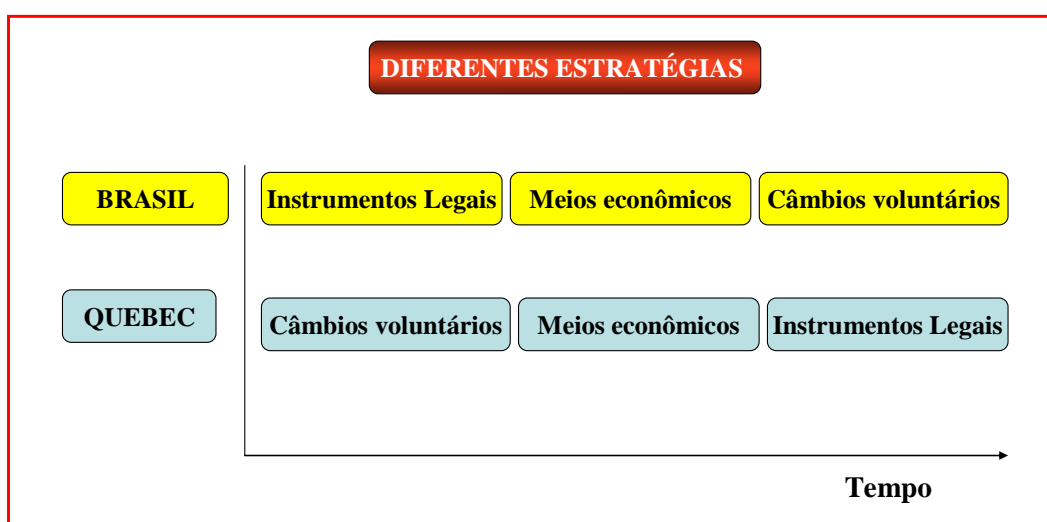 DIFERENTES ESTRATÉGIAS
BRASIL Instrumentos Legais Meios econômicos Câmbios voluntários
QUEBEC Câmbios voluntários Meios econômicos Instrumentos Legais
Tempo